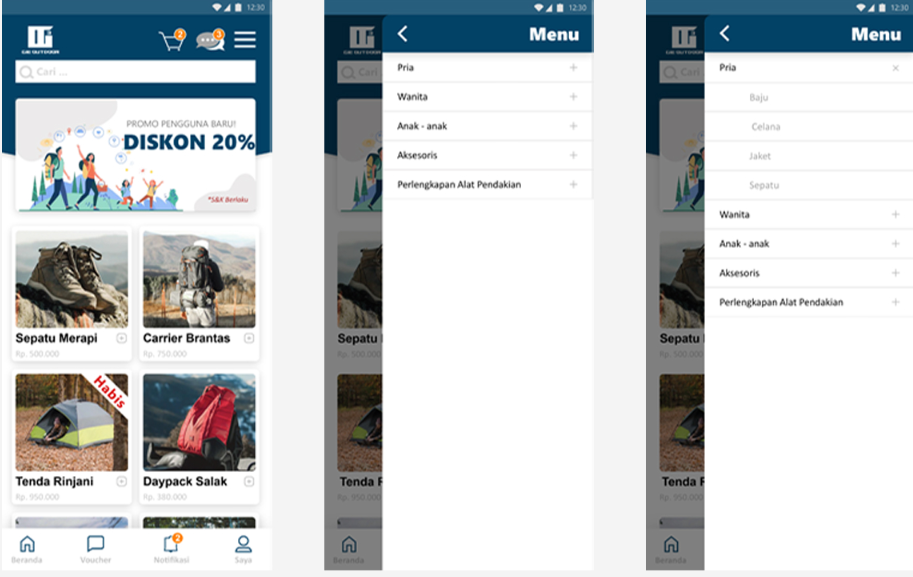 12:30
2
3
Cari ...
PROMO PENGGUNA BARU!
DISKON 20%
*S&K Berlaku
Sepatu Merapi
Rp. 500.000
Carrier Brantas
Rp. 750.000
Habis
Tenda Rinjani
Rp. 950.000
Daypack Salak
Rp. 380.000
Beranda
Voucher
2
Notifikasi
Saya
12:30
Menu
Cari
Pria
Wanita
Anak - anak
Aksesoris
Perlengkapan Alat Pendakian
Sepatu
Rp. 500.000
Tenda R
Rp. 950.000
Beranda
12:30
Menu
Cari
Pria
Baju
Celana
Jaket
Sepatu
Wanita
Anak - anak
Aksesoris
Perlengkapan Alat Pendakian
Sepatu
Rp. 500.000
Tenda R
Rp. 950.000
Beranda